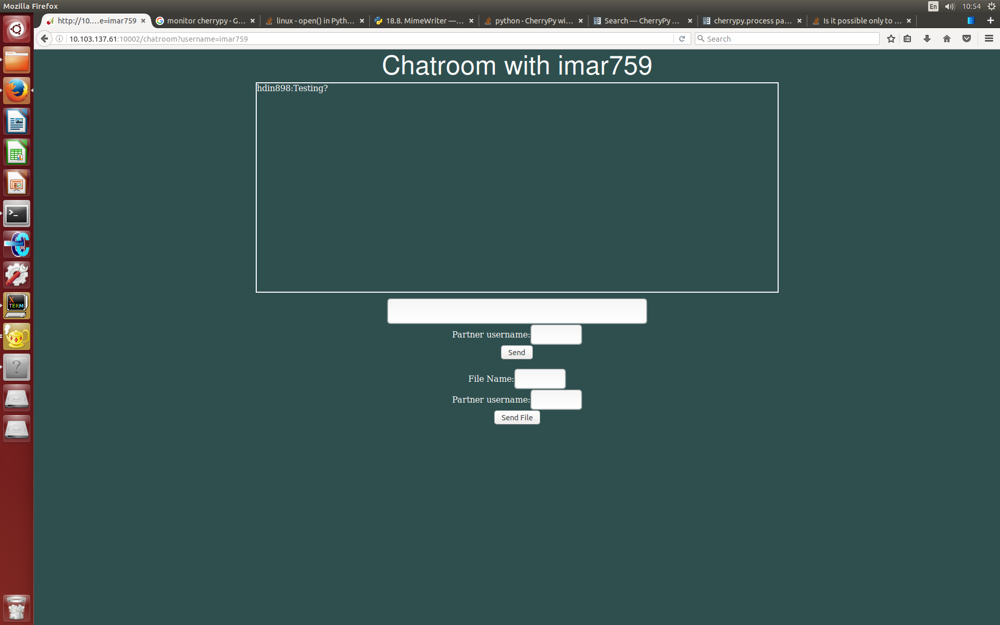 Mozilla Firefox
En
10:54
http://10....e=imar759
monitor cherrypy - G...
linux - open() in Pyth...
18.8. MimeWriter —...
python - CherryPy wi...
Search — CherryPy ...
cherrypy.process pa...
Is it possible only to ...
10.103.137.61:10002/chatroom?username=imar759
Search
Chatroom with imar759
hdin898:Testing?
Partner username:
Send
File Name:
Partner username:
Send File
X
TERM